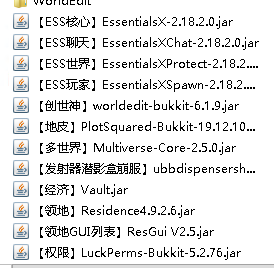 WorldEdit
【ESS核心】EssentialsX-2.18.2.0.jar
【ESS聊天】EssentialsXChat-2.18.2.0.jar
【ESS世界】EssentialsXProtect-2.18.2....
【ESS玩家】EssentialsXSpawn-2.18.2....
【创世神】worldedit-bukkit-6.1.9.jar
【地皮】PlotSquared-Bukkit-19.12.10...
【多世界】Multiverse-Core-2.5.0.jar
【发射器潜影盒崩服】ubbdispensersh...
【经济】Vault.jar
【领地】Residence4.9.2.6.jar
【领地GUI列表】ResGui V2.5.jar
【权限】LuckPerms-Bukkit-5.2.76.jar